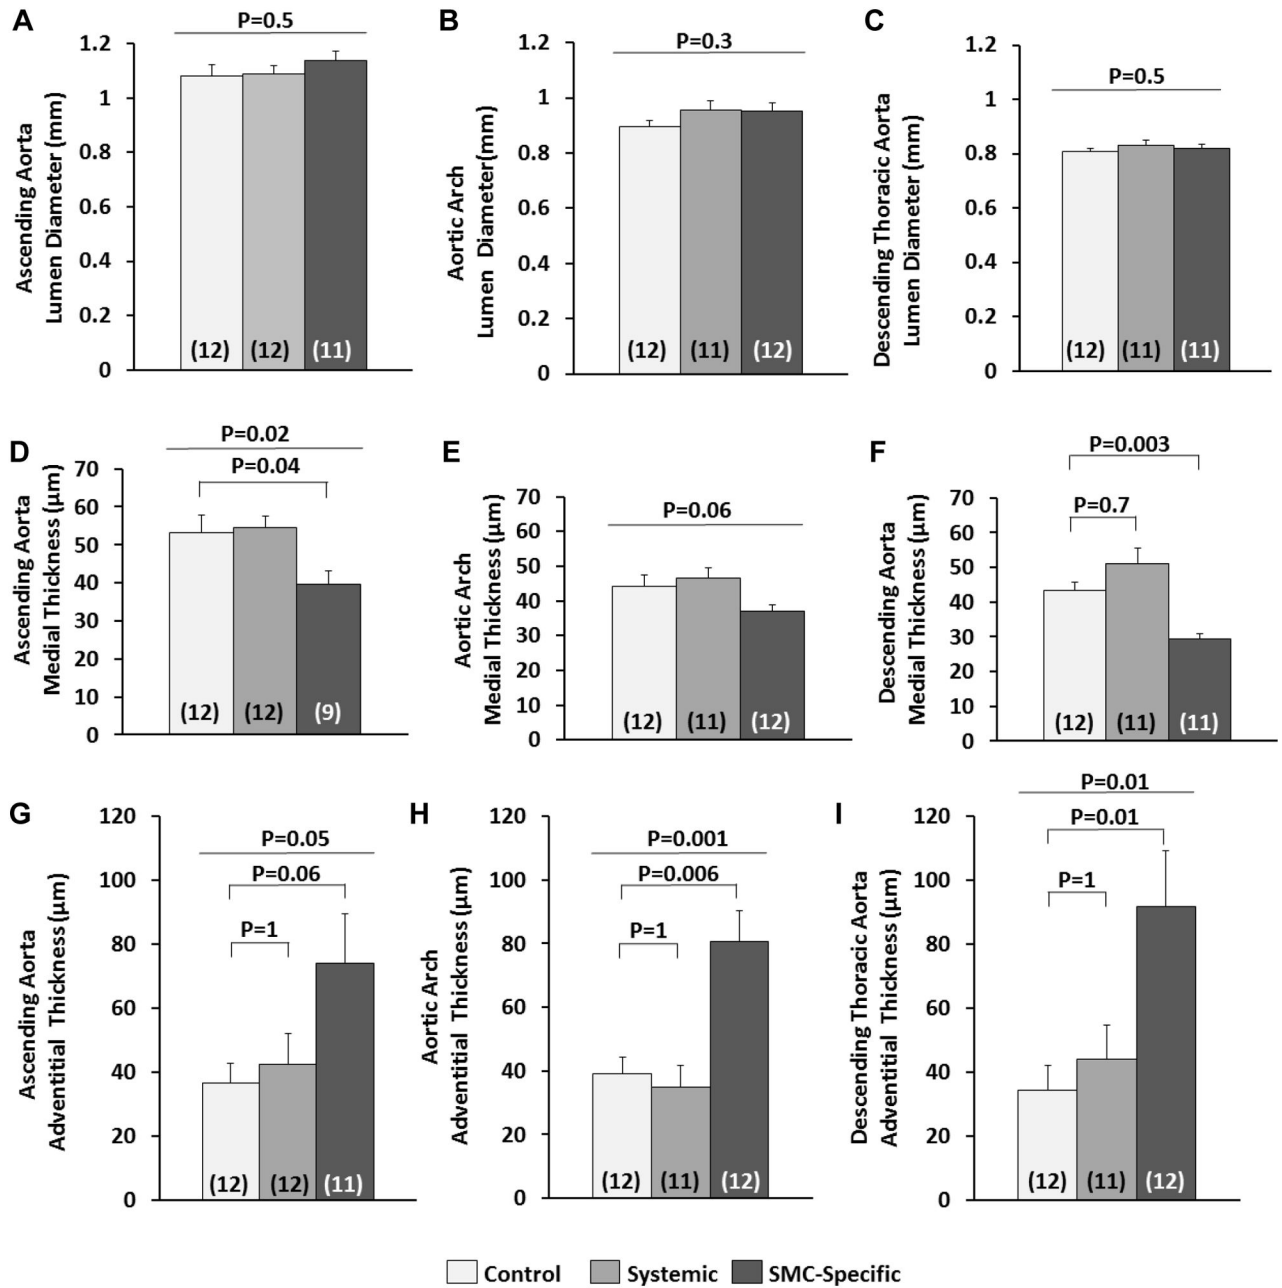 A
P=0.5
Ascending Aorta
Lumen Diameter (mm)
1.2
1
0.8
0.6
0.4
0.2
0
(12) (12) (11)
B
P=0.3
Aortic Arch
Lumen Diameter(mm)
1.2
1
0.8
0.6
0.4
0.2
0
(12) (11) (12)
C
P=0.5
Descending Thoracic Aorta
Lumen Diameter (mm)
1.2
1
0.8
0.6
0.4
0.2
0
(12) (11) (11)
D
P=0.02
P=0.04
Ascending Aorta
Medial Thickness (µm)
70
60
50
40
30
20
10
0
(12) (12) (9)
E
P=0.06
Aortic Arch
Medial Thickness (µm)
70
60
50
40
30
20
10
0
(12) (11) (12)
F
P=0.003
P=0.7
Descending Aorta
Medial Thickness (µm)
70
60
50
40
30
20
10
0
(12) (11) (11)
G
P=0.05
P=0.06
P=1
Ascending Aorta
Adventitial Thickness (µm)
120
100
80
60
40
20
0
(12) (12) (11)
H
P=0.001
P=0.006
P=1
Aortic Arch
Adventitial Thickness (µm)
120
100
80
60
40
20
0
(12) (11) (12)
I
P=0.01
P=0.01
P=1
Descending Thoracic Aorta
Adventitial Thickness (µm)
120
100
80
60
40
20
0
(12) (11) (12)
Control Systemic SMC-Specific